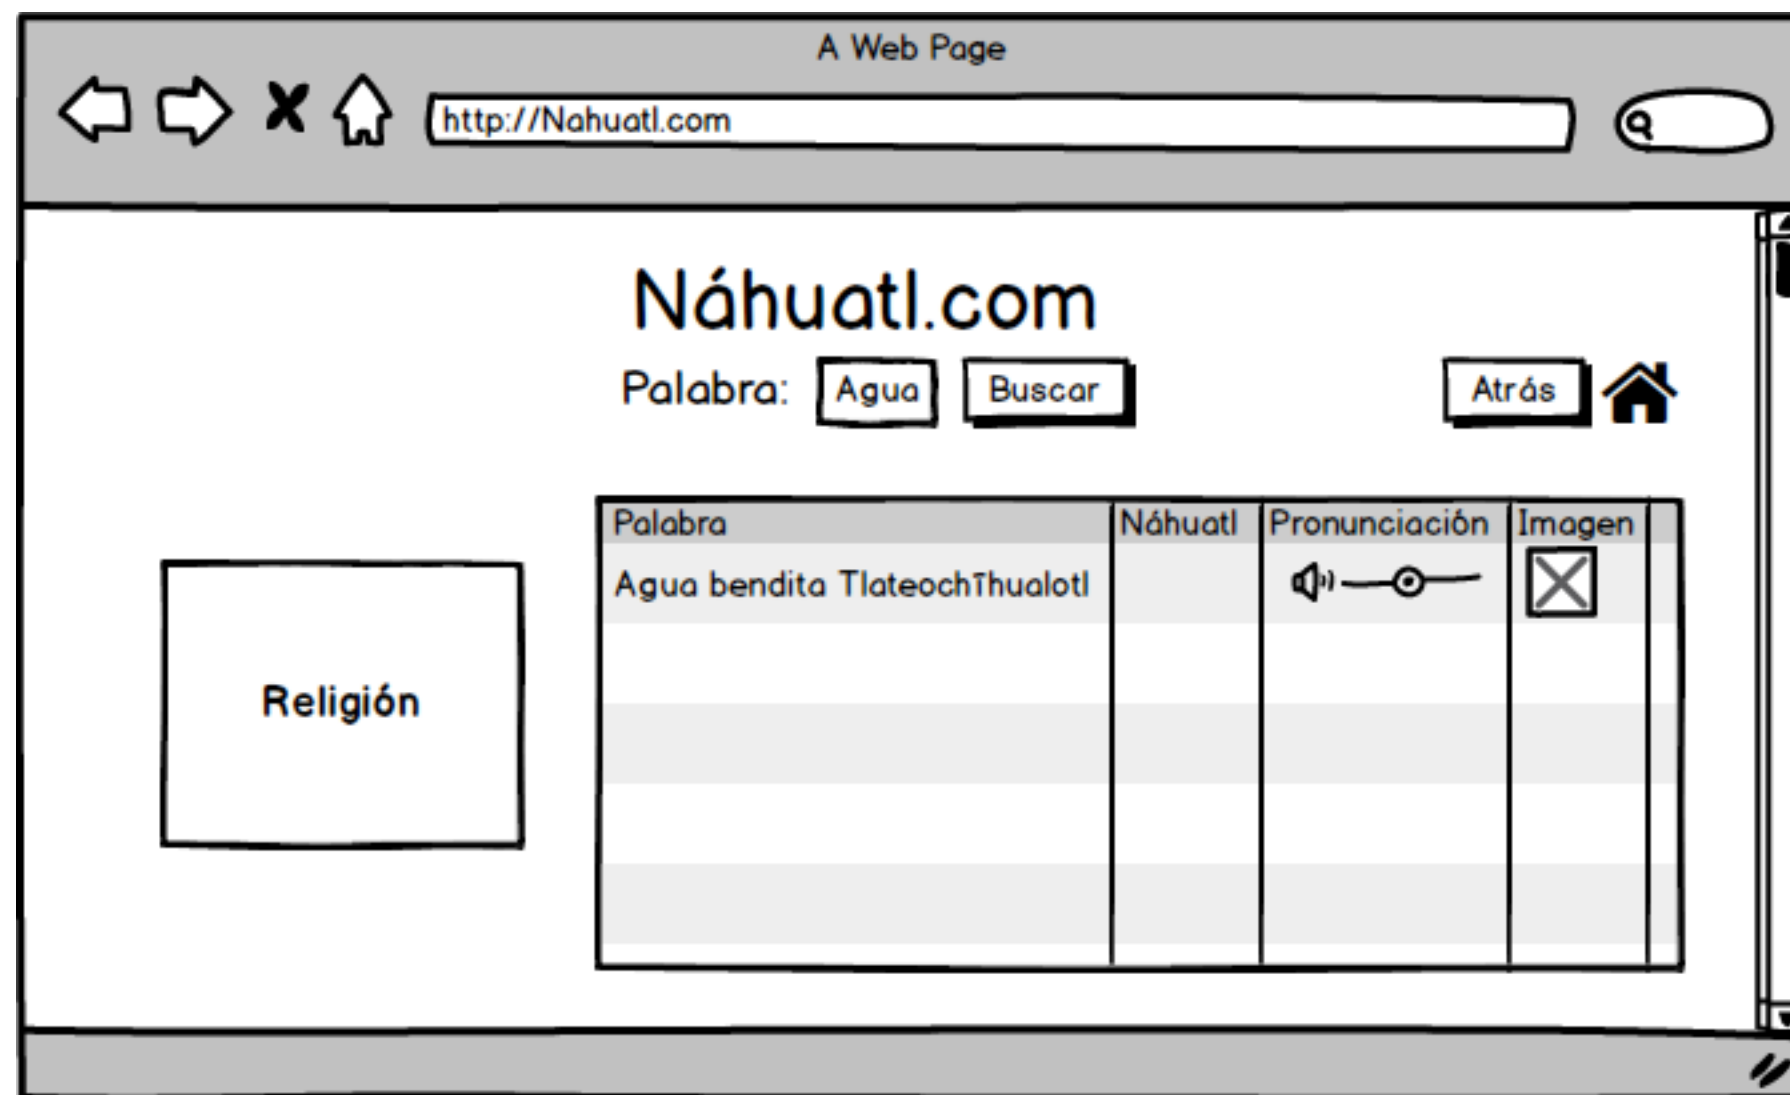 A Web Page
http://Nahuatl.com
Náhuatl.com
Palabra: Agua Buscar Atrás
Palabra Náhuatl Pronunciación Imagen
Agua bendita Tlateochīhualotl
Religión